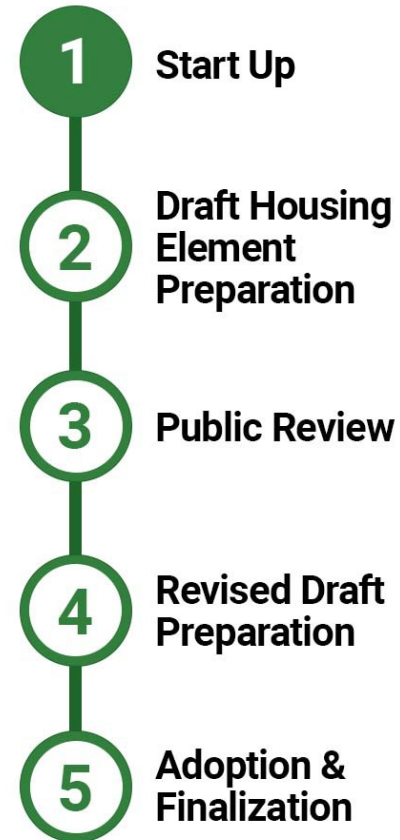 1
Start Up
2
Draft Housing
Element
Preparation
3
Public Review
4
Revised Draft
Preparation
5
Adoption &
Finalization